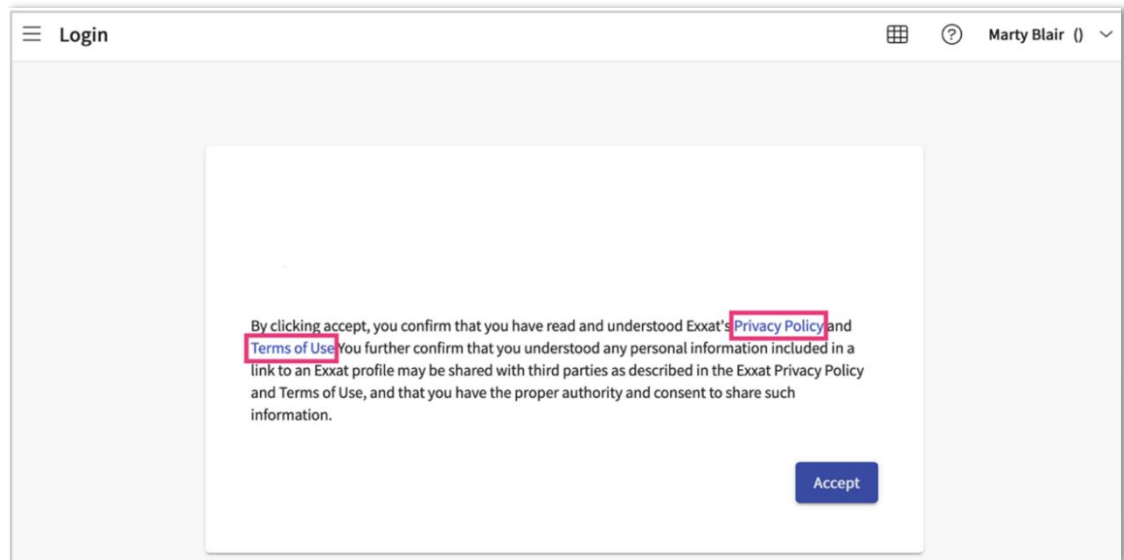 Login
Marty Blair ()
By clicking accept, you confirm that you have read and understood Exxat's Privacy Policy and
Terms of Use You further confirm that you understood any personal information included in a
link to an Exxat profile may be shared with third parties as described in the Exxat Privacy Policy
and Terms of Use, and that you have the proper authority and consent to share such
information.
Accept